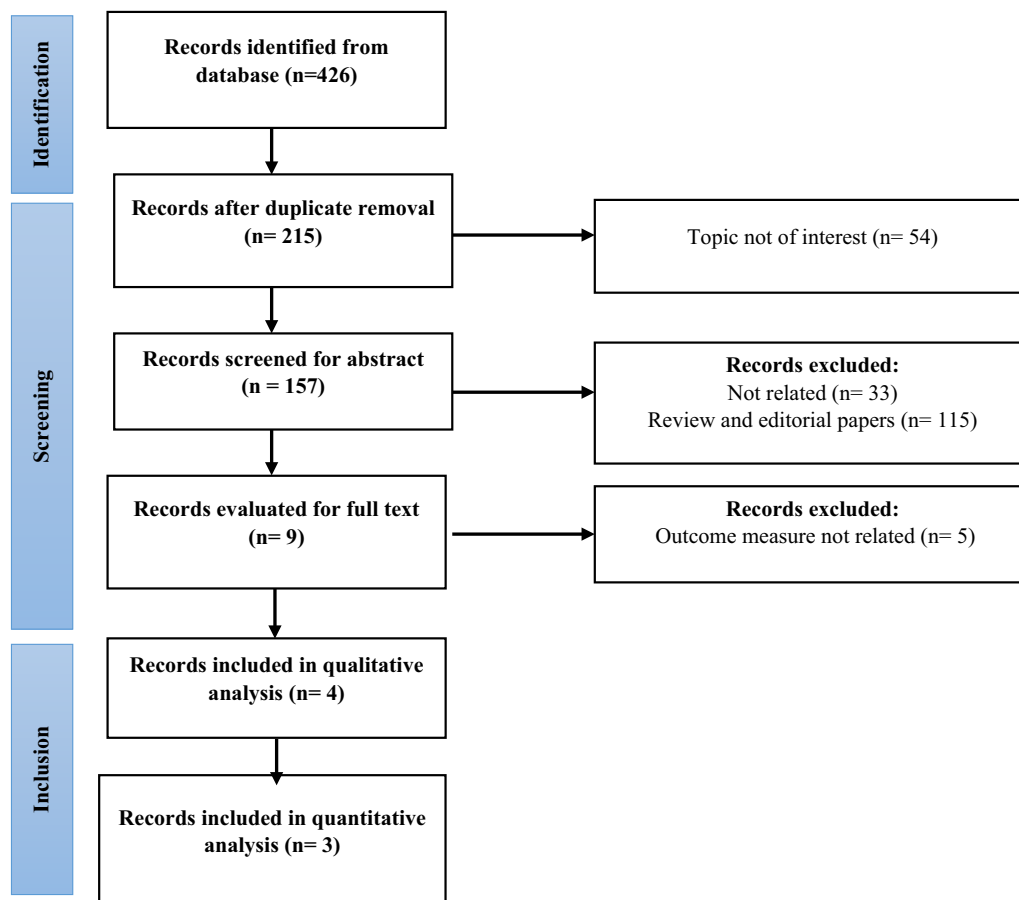 Identification
Records identified from
database (n=426)
Records after duplicate removal
(n= 215)
Topic not of interest (n= 54)
Screening
Records screened for abstract
(n = 157)
Records excluded:
Not related (n= 33)
Review and editorial papers (n= 115)
Records evaluated for full text
(n= 9)
Records excluded:
Outcome measure not related (n= 5)
Inclusion
Records included in qualitative
analysis (n= 4)
Records included in quantitative
analysis (n= 3)